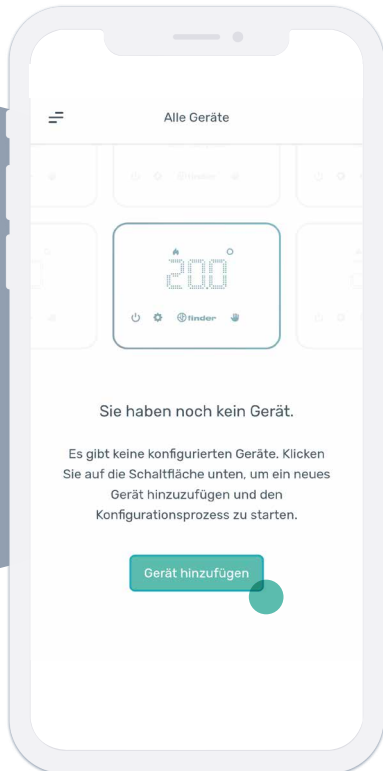 Alle Geräte
finder
20.0
finder
Sie haben noch kein Gerät.
Es gibt keine konfigurierten Geräte. Klicken
Sie auf die Schaltfläche unten, um ein neues
Gerät hinzuzufügen und den
Konfigurationsprozess zu starten.
Gerät hinzufügen